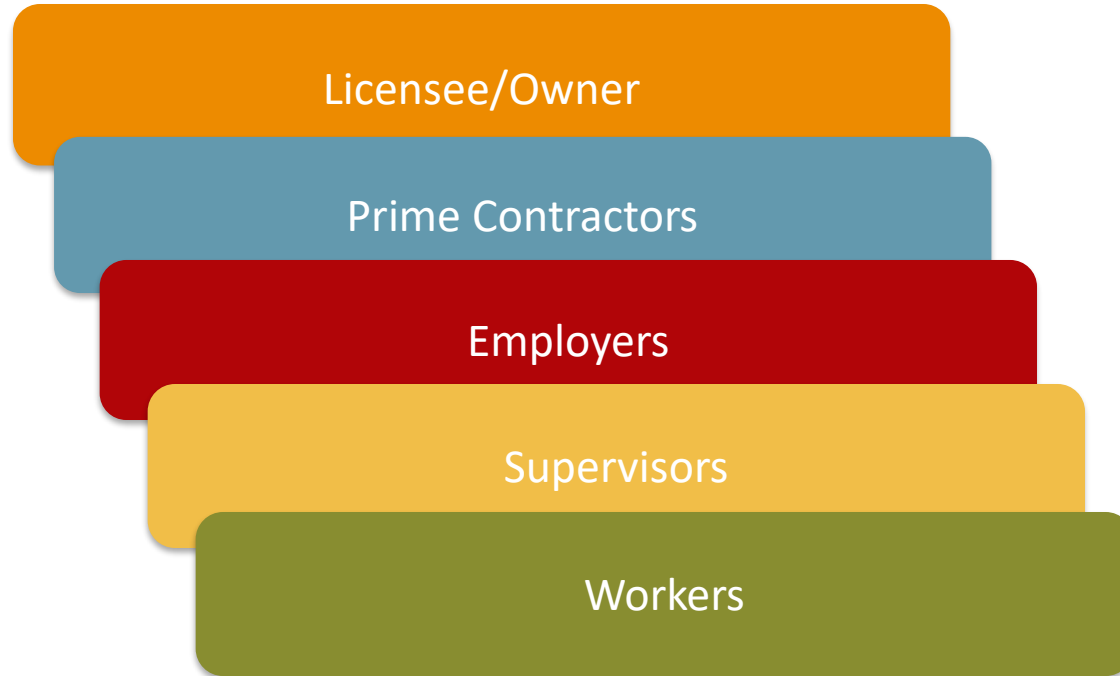 Licensee/Owner
Prime Contractors
Employers
Supervisors
Workers